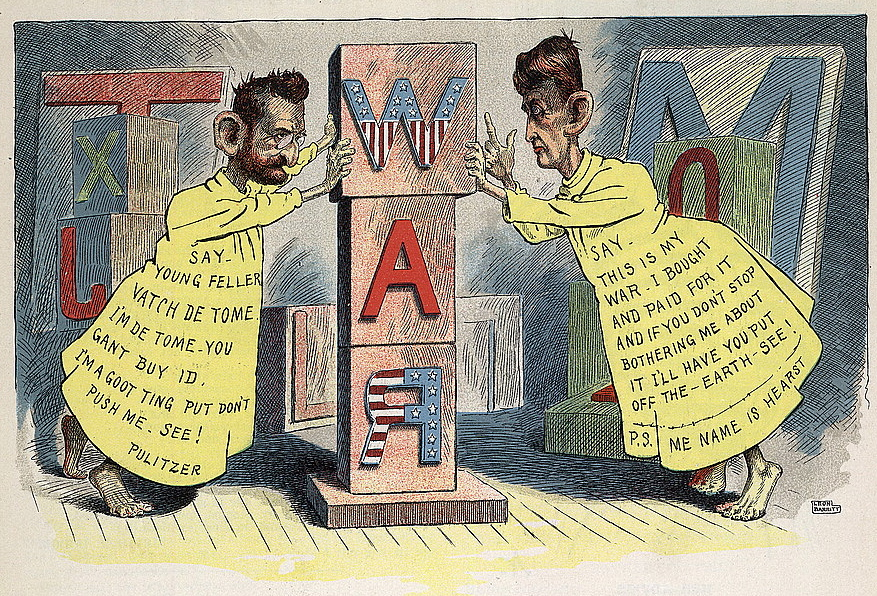 T
X
J
SAY-
YOUNG FELLER
VATCH DE TOME.
I'M DE TOME-YOU
GANT BUY ID.
I'M A GOOT TING PUT DON'T
PUSH ME. SEE!
PULITZER
W
A
R
L
M
SAY-
THIS IS MY
WAR. I BOUGHT
AND PAID FOR IT
AND IF YOU DON'T STOP
BOTHERING ME ABOUT
IT I'LL HAVE YOU PUT
OFF THE-EARTH-SEE!
P.S. ME NAME IS HEARST
LEON
BARRITT